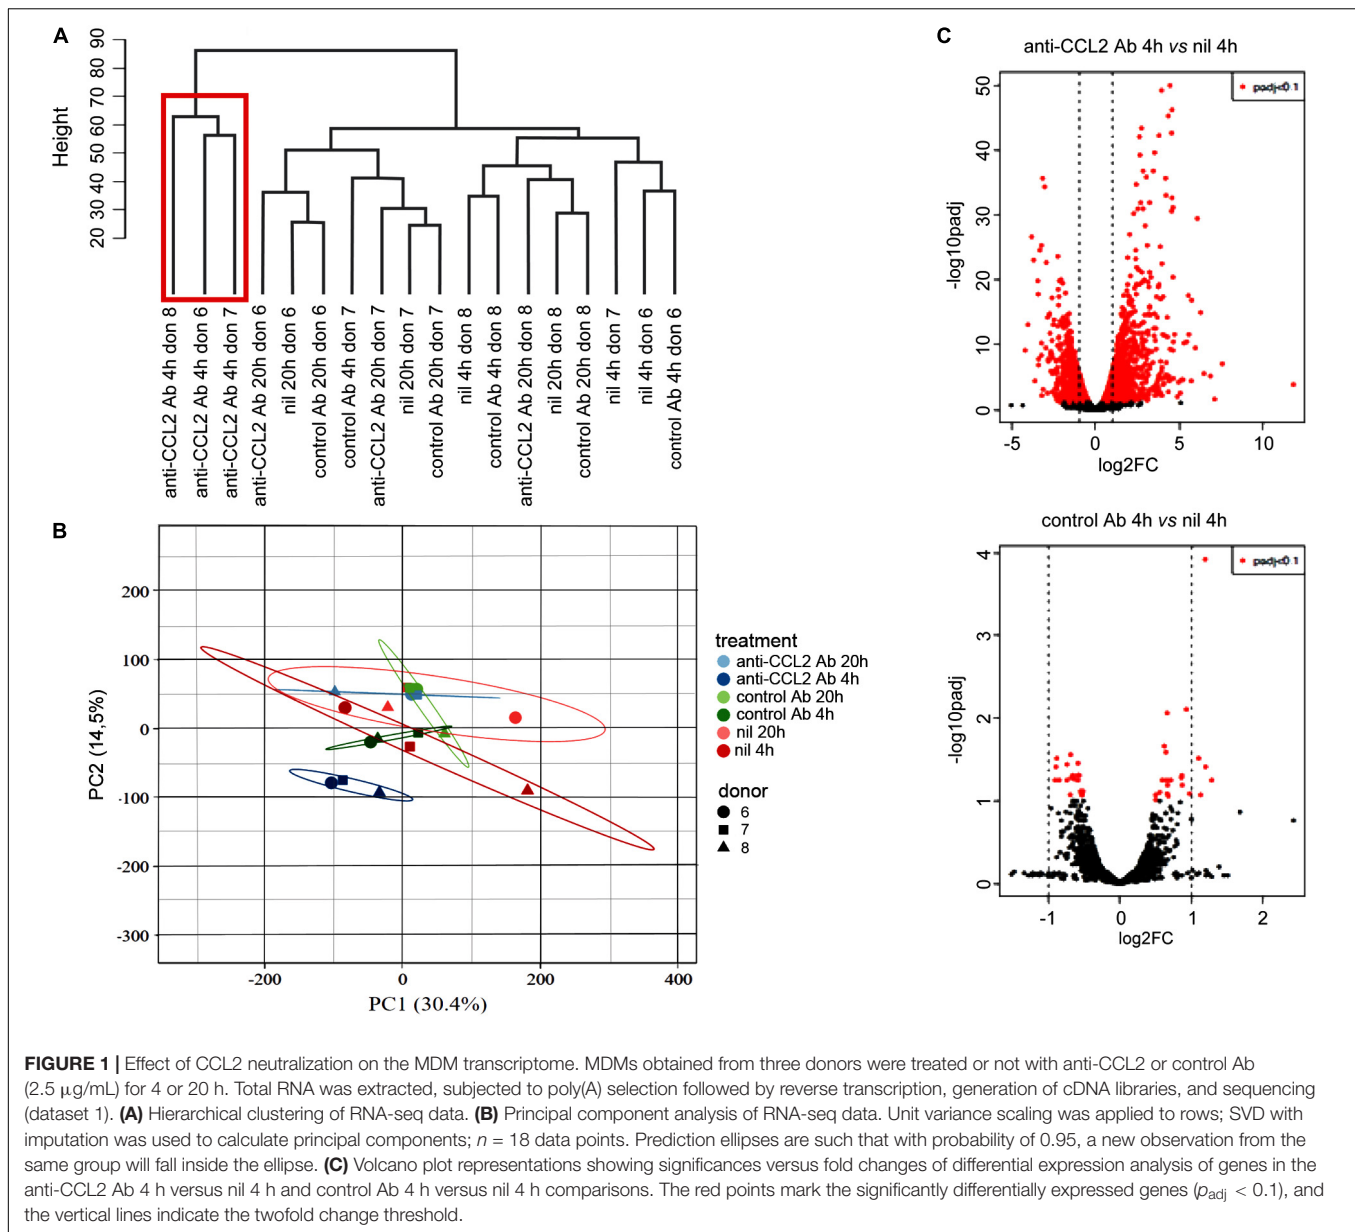 A
90
80
70
60
50
40
30
20
Height
anti-CCL2 Ab 4h don 8
anti-CCL2 Ab 4h don 6
anti-CCL2 Ab 4h don 7
anti-CCL2 Ab 20h don 6
nil 20h don 6
control Ab 20h don 6
control Ab 4h don 7
anti-CCL2 Ab 20h don 7
nil 20h don 7
control Ab 20h don 7
nil 4h don 8
control Ab 4h don 8
anti-CCL2 Ab 20h don 8
nil 20h don 8
control Ab 20h don 8
nil 4h don 7
nil 4h don 6
control Ab 4h don 6
B
200
100
0
-100
-200
-300
PC2 (14,5%)
-200
0
200
400
PC1 (30.4%)
treatment
anti-CCL2 Ab 20h
anti-CCL2 Ab 4h
control Ab 20h
control Ab 4h
nil 20h
nil 4h
donor
6
7
8
C
anti-CCL2 Ab 4h vs nil 4h
padj<0.1
50
40
30
20
10
0
-log10padj
-5
0
5
10
log2FC
control Ab 4h vs nil 4h
padj<0.1
4
3
2
1
0
-log10padj
-1
0
1
2
log2FC
FIGURE 1 | Effect of CCL2 neutralization on the MDM transcriptome. MDMs obtained from three donors were treated or not with anti-CCL2 or control Ab
(2.5 μg/mL) for 4 or 20 h. Total RNA was extracted, subjected to poly(A) selection followed by reverse transcription, generation of cDNA libraries, and sequencing
(dataset 1). (A) Hierarchical clustering of RNA-seq data. (B) Principal component analysis of RNA-seq data. Unit variance scaling was applied to rows; SVD with
imputation was used to calculate principal components; n = 18 data points. Prediction ellipses are such that with probability of 0.95, a new observation from the
same group will fall inside the ellipse. (C) Volcano plot representations showing significances versus fold changes of differential expression analysis of genes in the
anti-CCL2 Ab 4 h versus nil 4 h and control Ab 4 h versus nil 4 h comparisons. The red points mark the significantly differentially expressed genes (padj < 0.1), and
the vertical lines indicate the twofold change threshold.